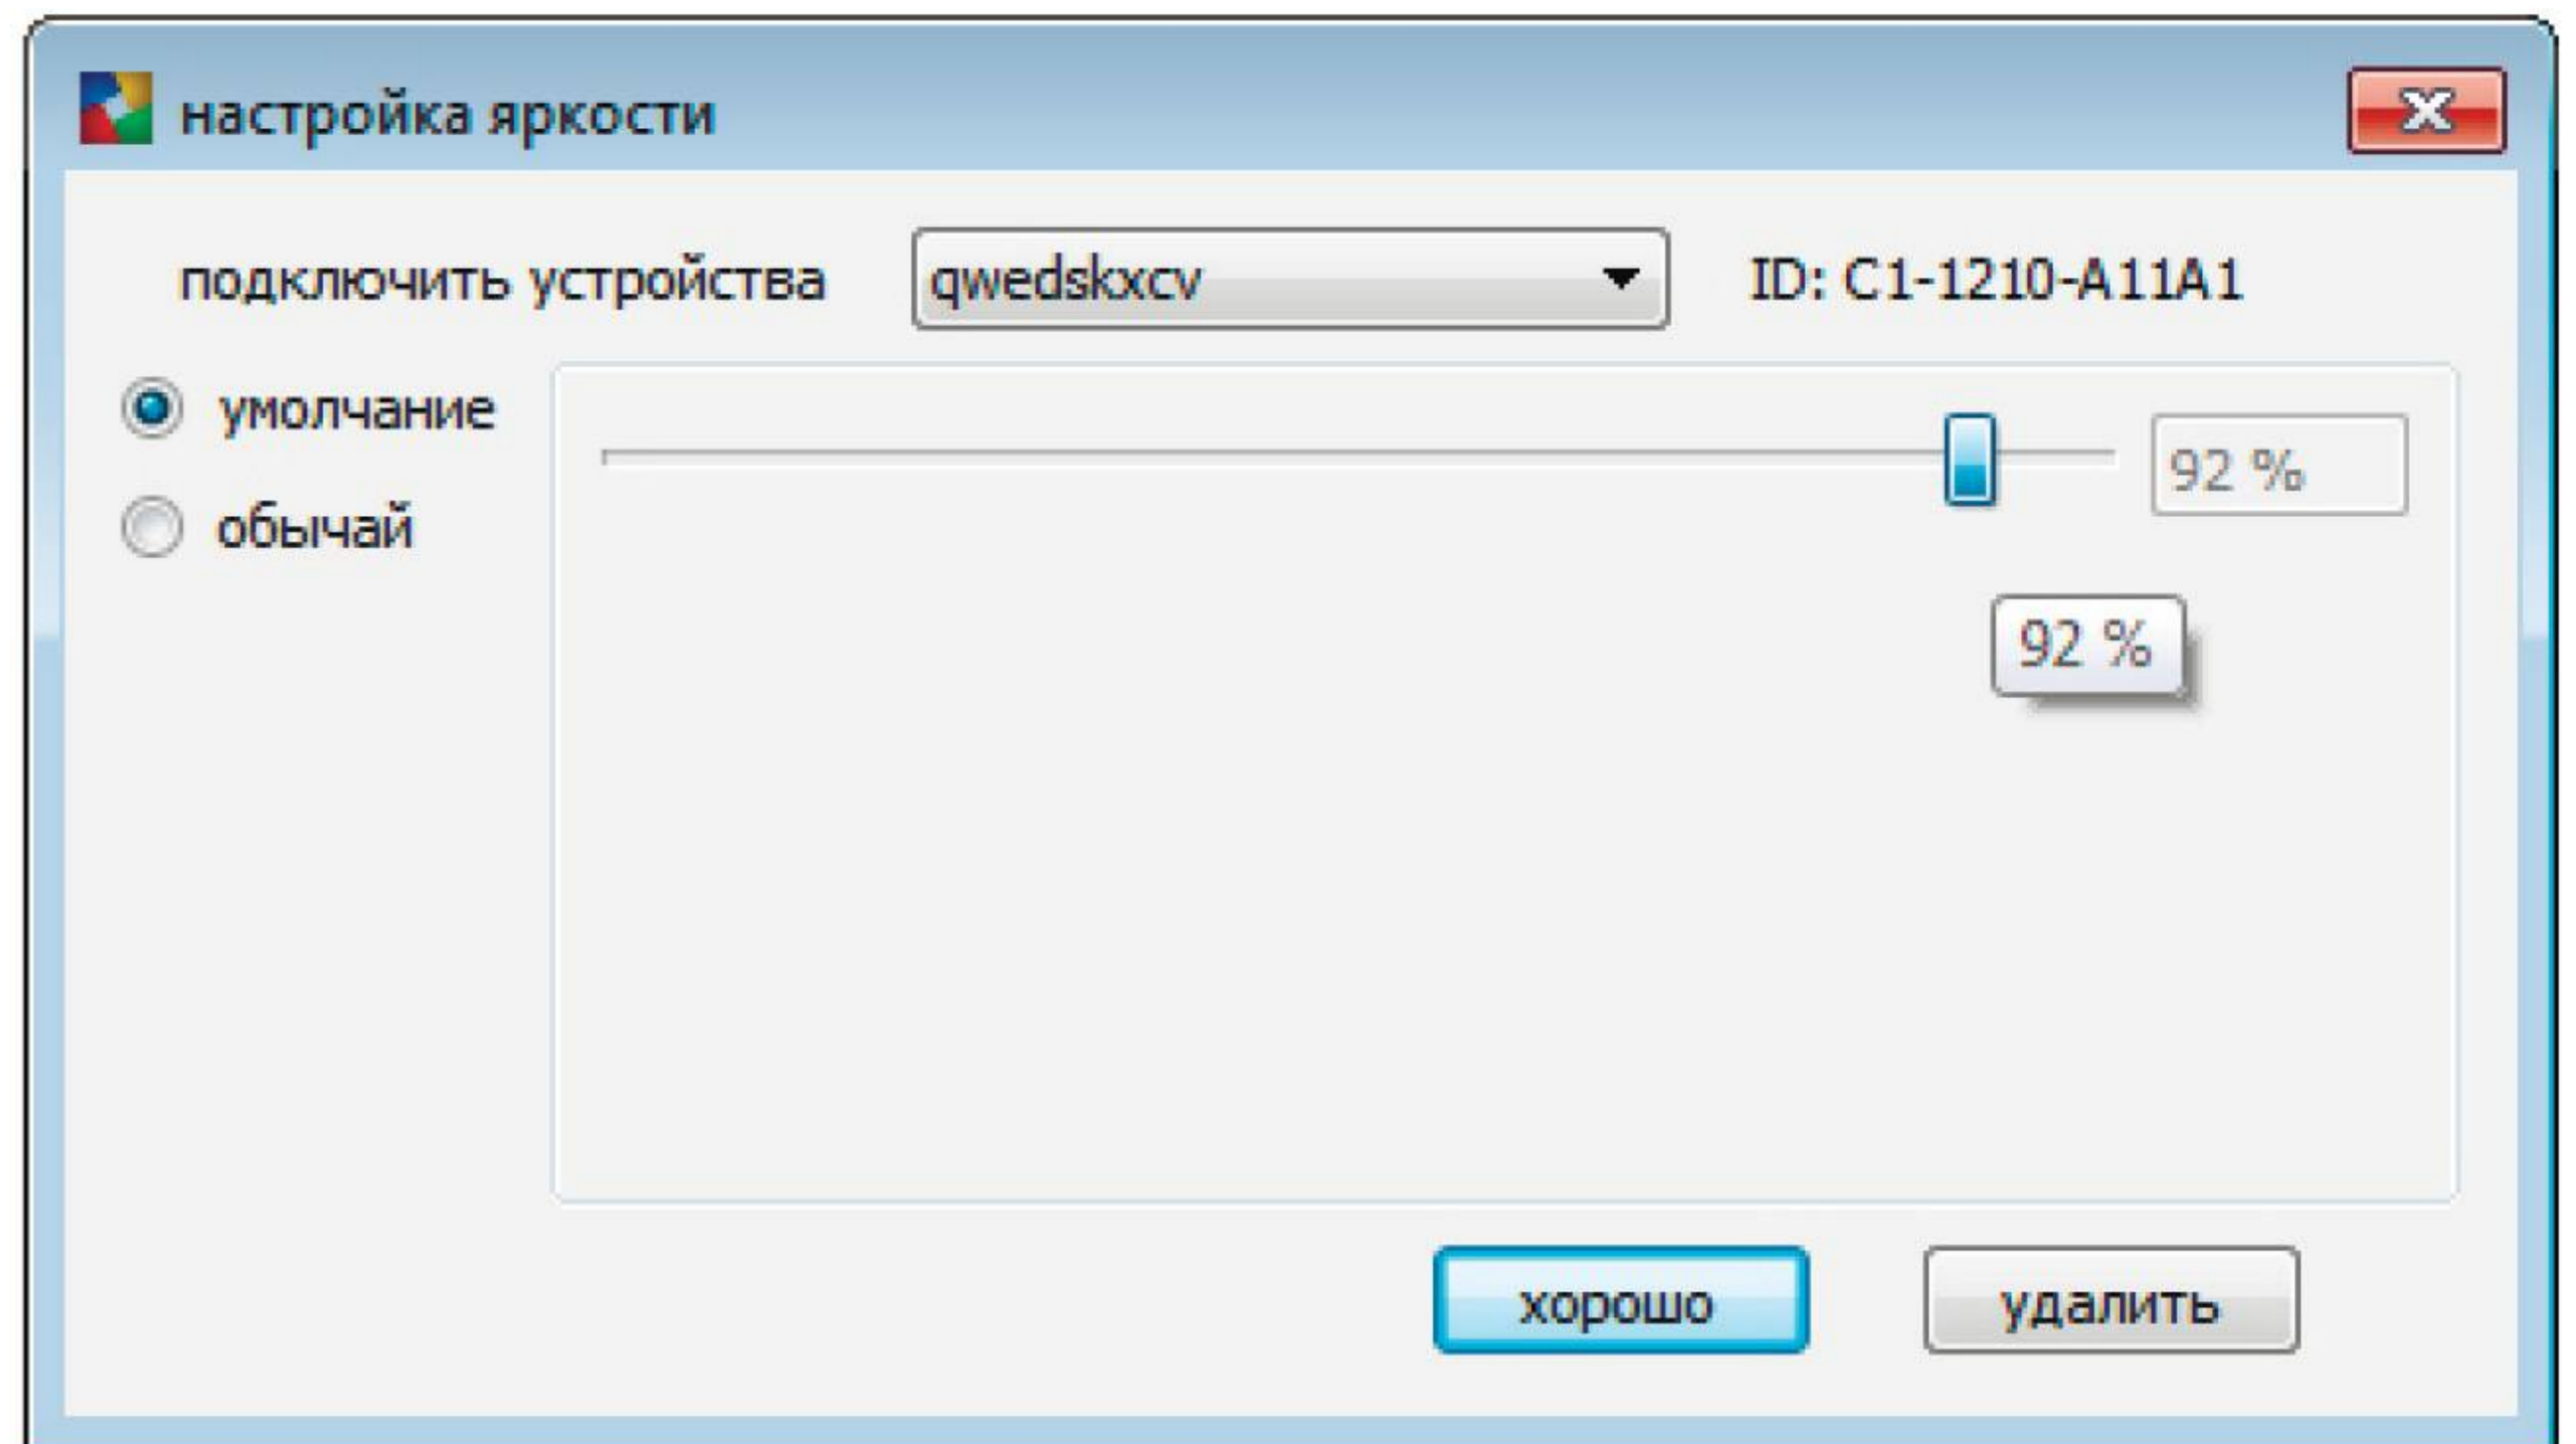 настройка яркости
подключить устройства qwedskxcv ID: C1-1210-A11A1
умолчание
92 %
обычай
92 %
хорошо удалить